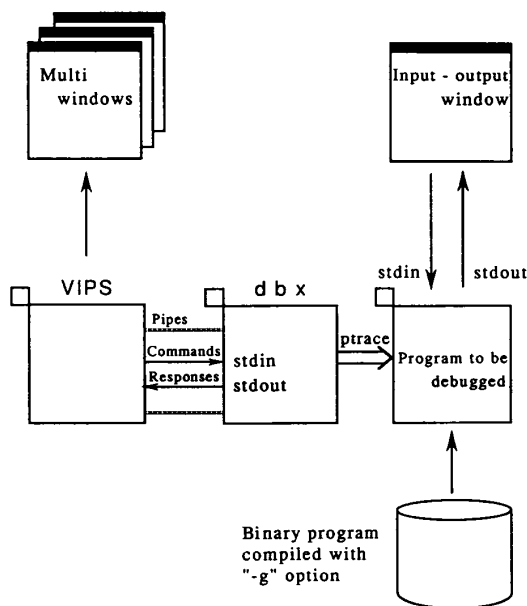 Multi
windows
Input - output
window
stdin
stdout
VIPS
dbx
Pipes
Commands
Responses
stdin
stdout
ptrace
Program to be
debugged
Binary program
compiled with
"-g" option